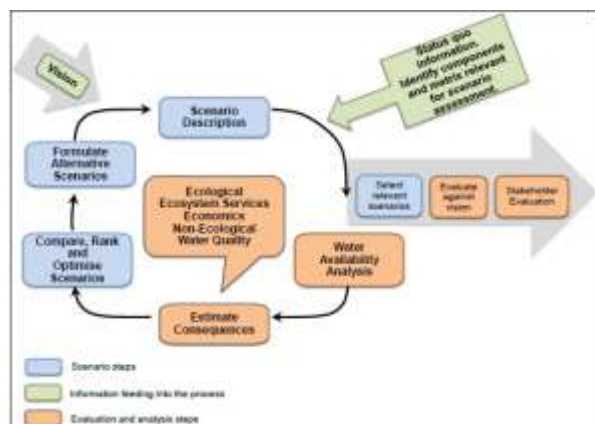 Vision
Status quo
information.
Identify components
and matrix relevant
for scenario
assessment.
Scenario
Description
Formulate
Alternative
Scenarios
Select
relevant
scenarios
Evaluate
against
vision
Stakeholder
Evaluation
Ecological
Ecosystem Services
Economics
Non-Ecological
Water Quality
Compare, Rank
and
Optimise
Scenarios
Water
Availability
Analysis
Estimate
Consequences
Scenario steps
Information feeding into the process
Evaluation and analysis steps